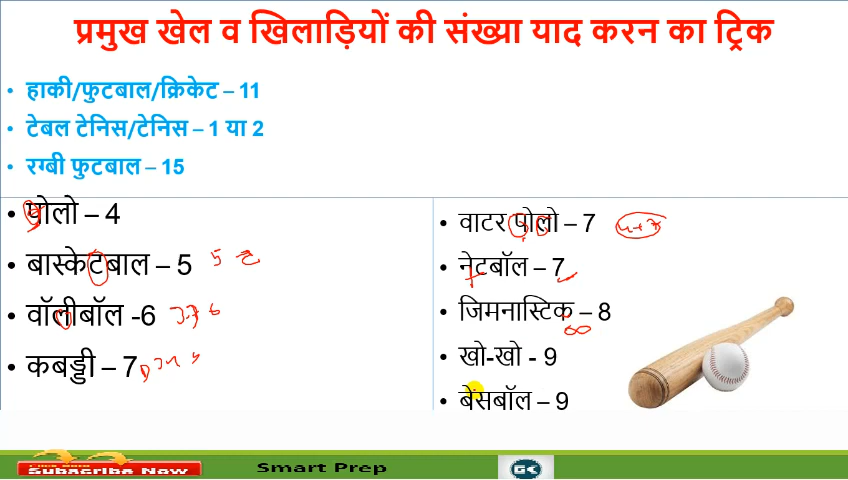 प्रमुख खेल व खिलाड़ियों की संख्या याद करन का ट्रिक
• हाकी/फुटबाल/क्रिकेट – 11
• टेबल टेनिस/टेनिस – 1 या 2
• रग्बी फुटबाल – 15
• पोलो – 4
• बास्केटबाल – 5
• वॉलीबॉल -6
• कबड्डी – 7
• वाटर पोलो – 7
• नेटबॉल – 7
• जिमनास्टिक – 8
• खो-खो - 9
• बेंसबॉल – 9
Subscribe Now
Smart Prep
GK